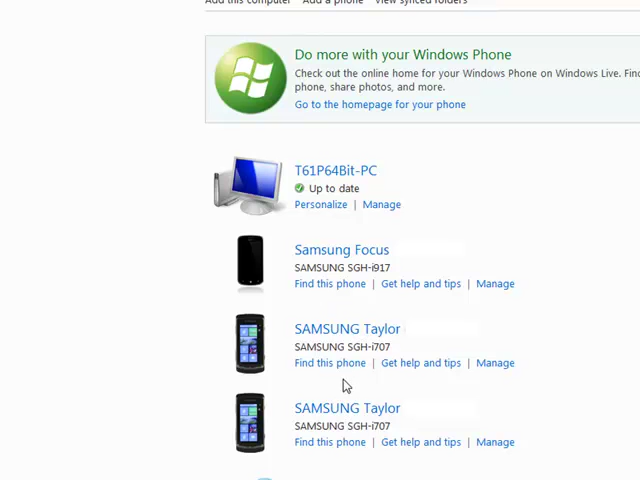 Add this computer Add a phone View synced folders
Do more with your Windows Phone
Check out the online home for your Windows Phone on Windows Live. Find
phone, share photos, and more.
Go to the homepage for your phone
T61P64Bit-PC
Up to date
Personalize | Manage
Samsung Focus
SAMSUNG SGH-i917
Find this phone | Get help and tips | Manage
SAMSUNG Taylor
SAMSUNG SGH-i707
Find this phone | Get help and tips | Manage
SAMSUNG Taylor
SAMSUNG SGH-i707
Find this phone | Get help and tips | Manage